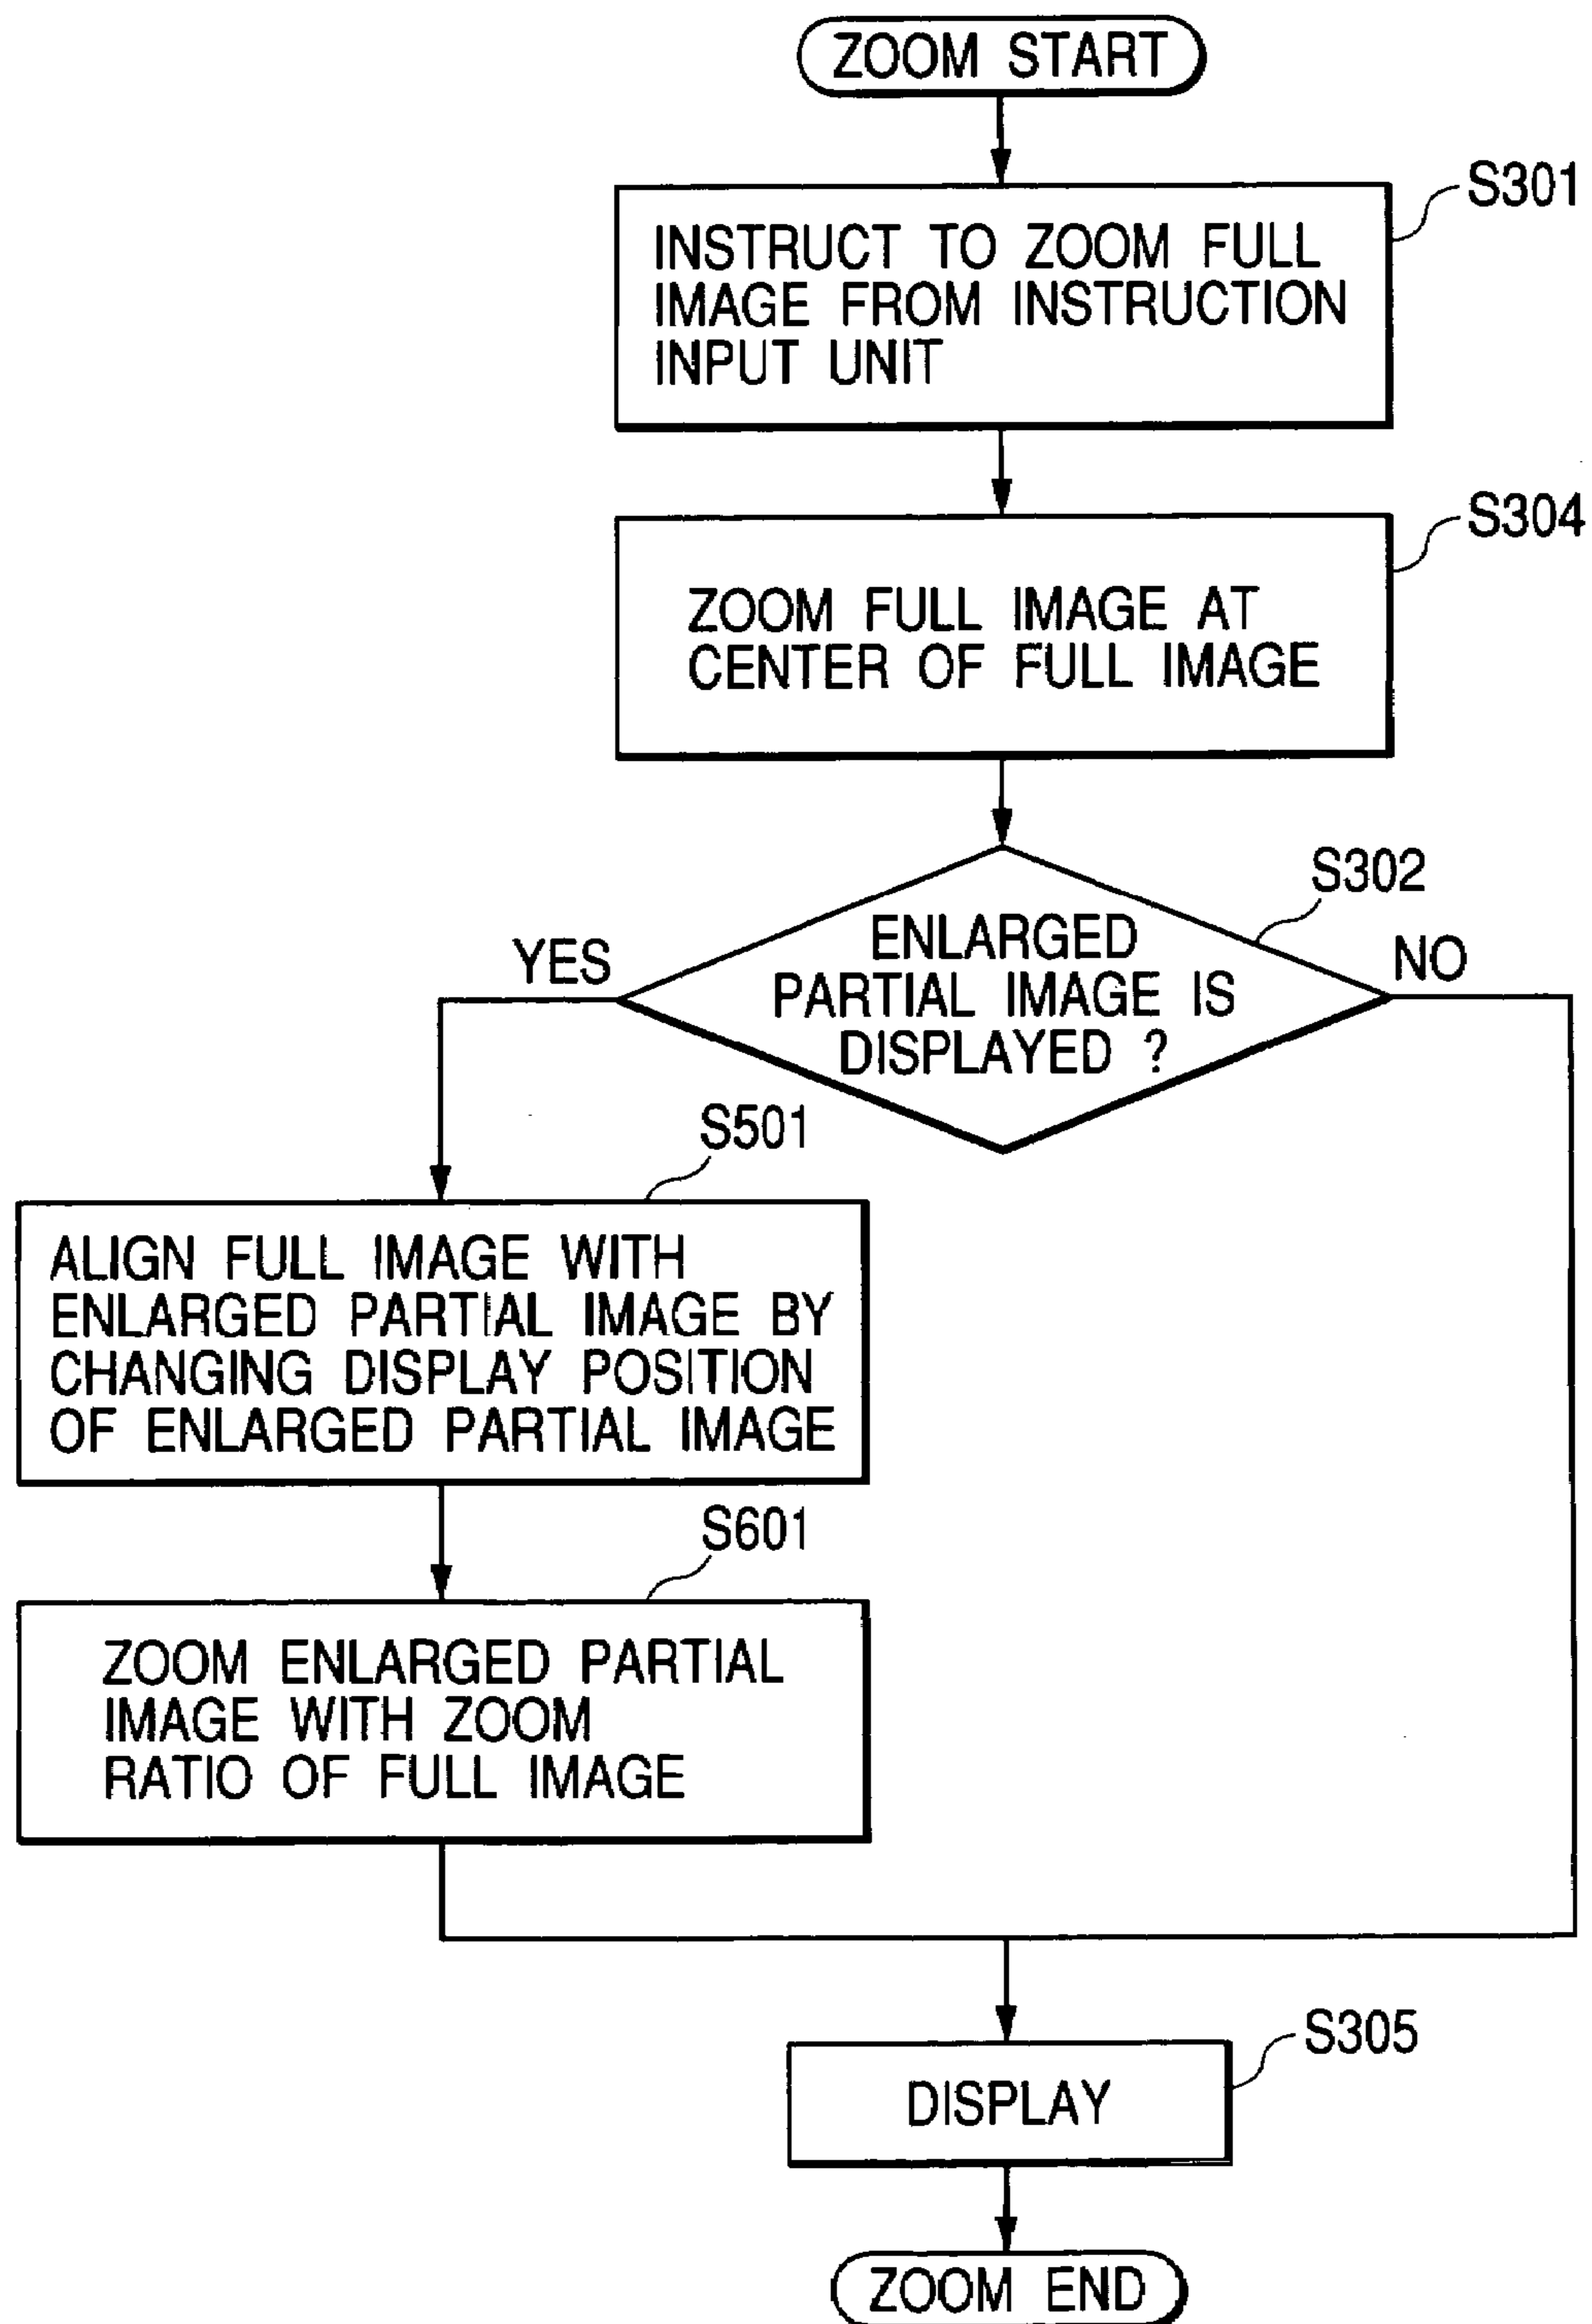 ZOOM START
S301
INSTRUCT TO ZOOM FULL
IMAGE FROM INSTRUCTION
INPUT UNIT
S304
ZOOM FULL IMAGE AT
CENTER OF FULL IMAGE
S302
ENLARGED
PARTIAL IMAGE IS
DISPLAYED ?
YES
NO
S501
ALIGN FULL IMAGE WITH
ENLARGED PARTIAL IMAGE BY
CHANGING DISPLAY POSITION
OF ENLARGED PARTIAL IMAGE
S601
ZOOM ENLARGED PARTIAL
IMAGE WITH ZOOM
RATIO OF FULL IMAGE
S305
DISPLAY
ZOOM END